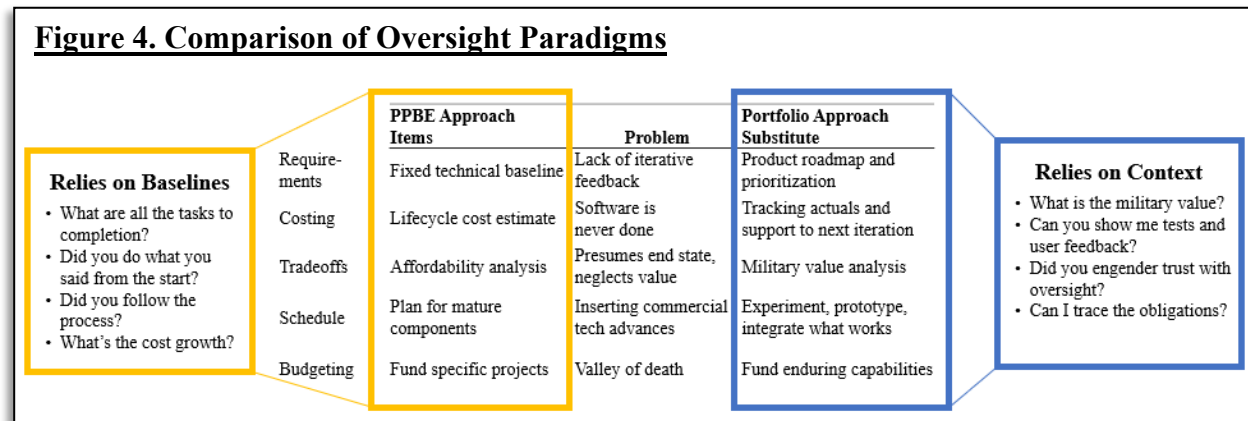 Figure 4. Comparison of Oversight Paradigms
Relies on Baselines
• What are all the tasks to
completion?
• Did you do what you
said from the start?
• Did you follow the
process?
• What's the cost growth?
PPBE Approach
Items
Problem
Portfolio Approach
Substitute
Require-
ments
Fixed technical baseline
Lack of iterative
feedback
Product roadmap and
prioritization
Costing
Lifecycle cost estimate
Software is
never done
Tracking actuals and
support to next iteration
Tradeoffs
Affordability analysis
Presumes end state,
neglects value
Military value analysis
Schedule
Plan for mature
components
Inserting commercial
tech advances
Experiment, prototype,
integrate what works
Budgeting
Fund specific projects
Valley of death
Fund enduring capabilities
Relies on Context
• What is the military value?
• Can you show me tests and
user feedback?
• Did you engender trust with
oversight?
• Can I trace the obligations?